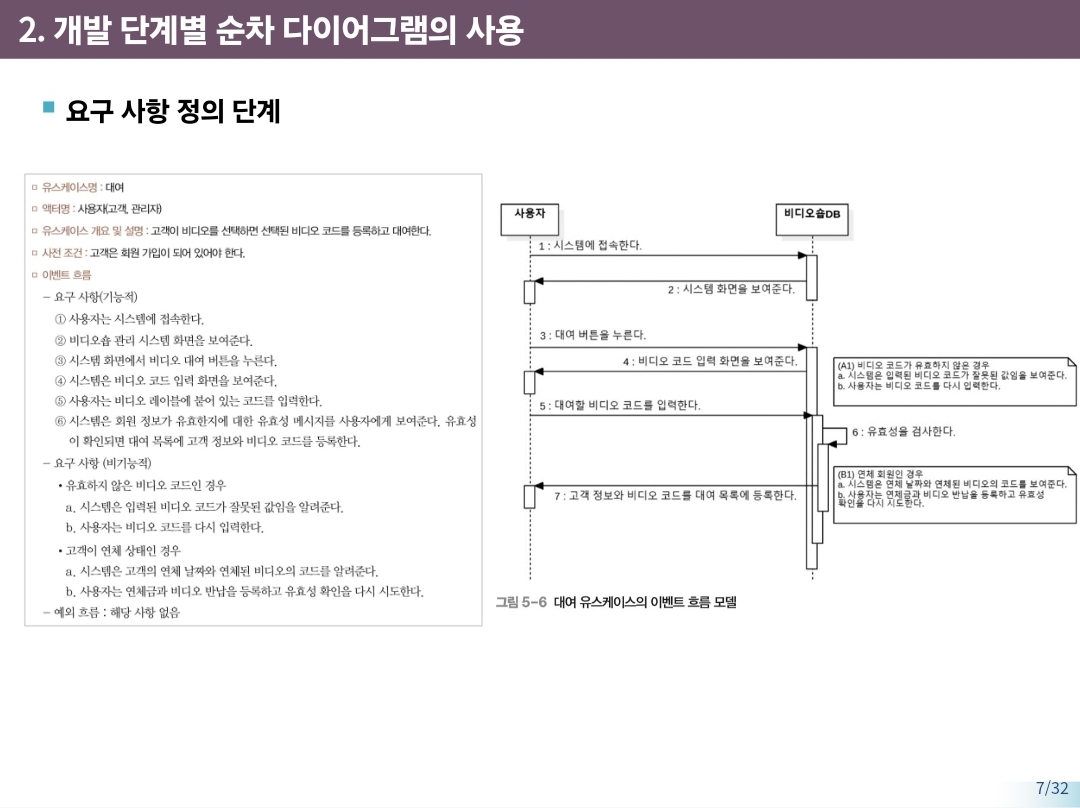 2. 개발 단계별 순차 다이어그램의 사용
요구 사항 정의 단계
유스케이스명 : 대여
액터명 : 사용자(고객, 관리자)
유스케이스 개요 및 설명 : 고객이 비디오를 선택하면 선택된 비디오 코드를 등록하고 대여한다.
사전 조건 : 고객은 회원 가입이 되어 있어야 한다.
이벤트 흐름
– 요구 사항(기능적)
① 사용자는 시스템에 접속한다.
② 비디오숍 관리 시스템 화면을 보여준다.
③ 시스템 화면에서 비디오 대여 버튼을 누른다.
④ 시스템은 비디오 코드 입력 화면을 보여준다.
⑤ 사용자는 비디오 레이블에 붙어 있는 코드를 입력한다.
⑥ 시스템은 회원 정보가 유효한지에 대한 유효성 메시지를 사용자에게 보여준다. 유효성
이 확인되면 대여 목록에 고객 정보와 비디오 코드를 등록한다.
– 요구 사항 (비기능적)
• 유효하지 않은 비디오 코드인 경우
a. 시스템은 입력된 비디오 코드가 잘못된 값임을 알려준다.
b. 사용자는 비디오 코드를 다시 입력한다.
• 고객이 연체 상태인 경우
a. 시스템은 고객의 연체 날짜와 연체된 비디오의 코드를 알려준다.
b. 사용자는 연체금과 비디오 반납을 등록하고 유효성 확인을 다시 시도한다.
– 예외 흐름 : 해당 사항 없음
사용자
비디오숍DB
1 : 시스템에 접속한다.
2 : 시스템 화면을 보여준다.
3 : 대여 버튼을 누른다.
4 : 비디오 코드 입력 화면을 보여준다.
(A1) 비디오 코드가 유효하지 않은 경우
a. 시스템은 입력된 비디오 코드가 잘못된 값임을 보여준다.
b. 사용자는 비디오 코드를 다시 입력한다.
5 : 대여할 비디오 코드를 입력한다.
6 : 유효성을 검사한다.
(B1) 연체 회원인 경우
a. 시스템은 연체 날짜와 연체된 비디오의 코드를 보여준다.
b. 사용자는 연체금과 비디오 반납을 등록하고 유효성
확인을 다시 시도한다.
7 : 고객 정보와 비디오 코드를 대여 목록에 등록한다.
그림 5–6 대여 유스케이스의 이벤트 흐름 모델
7/32